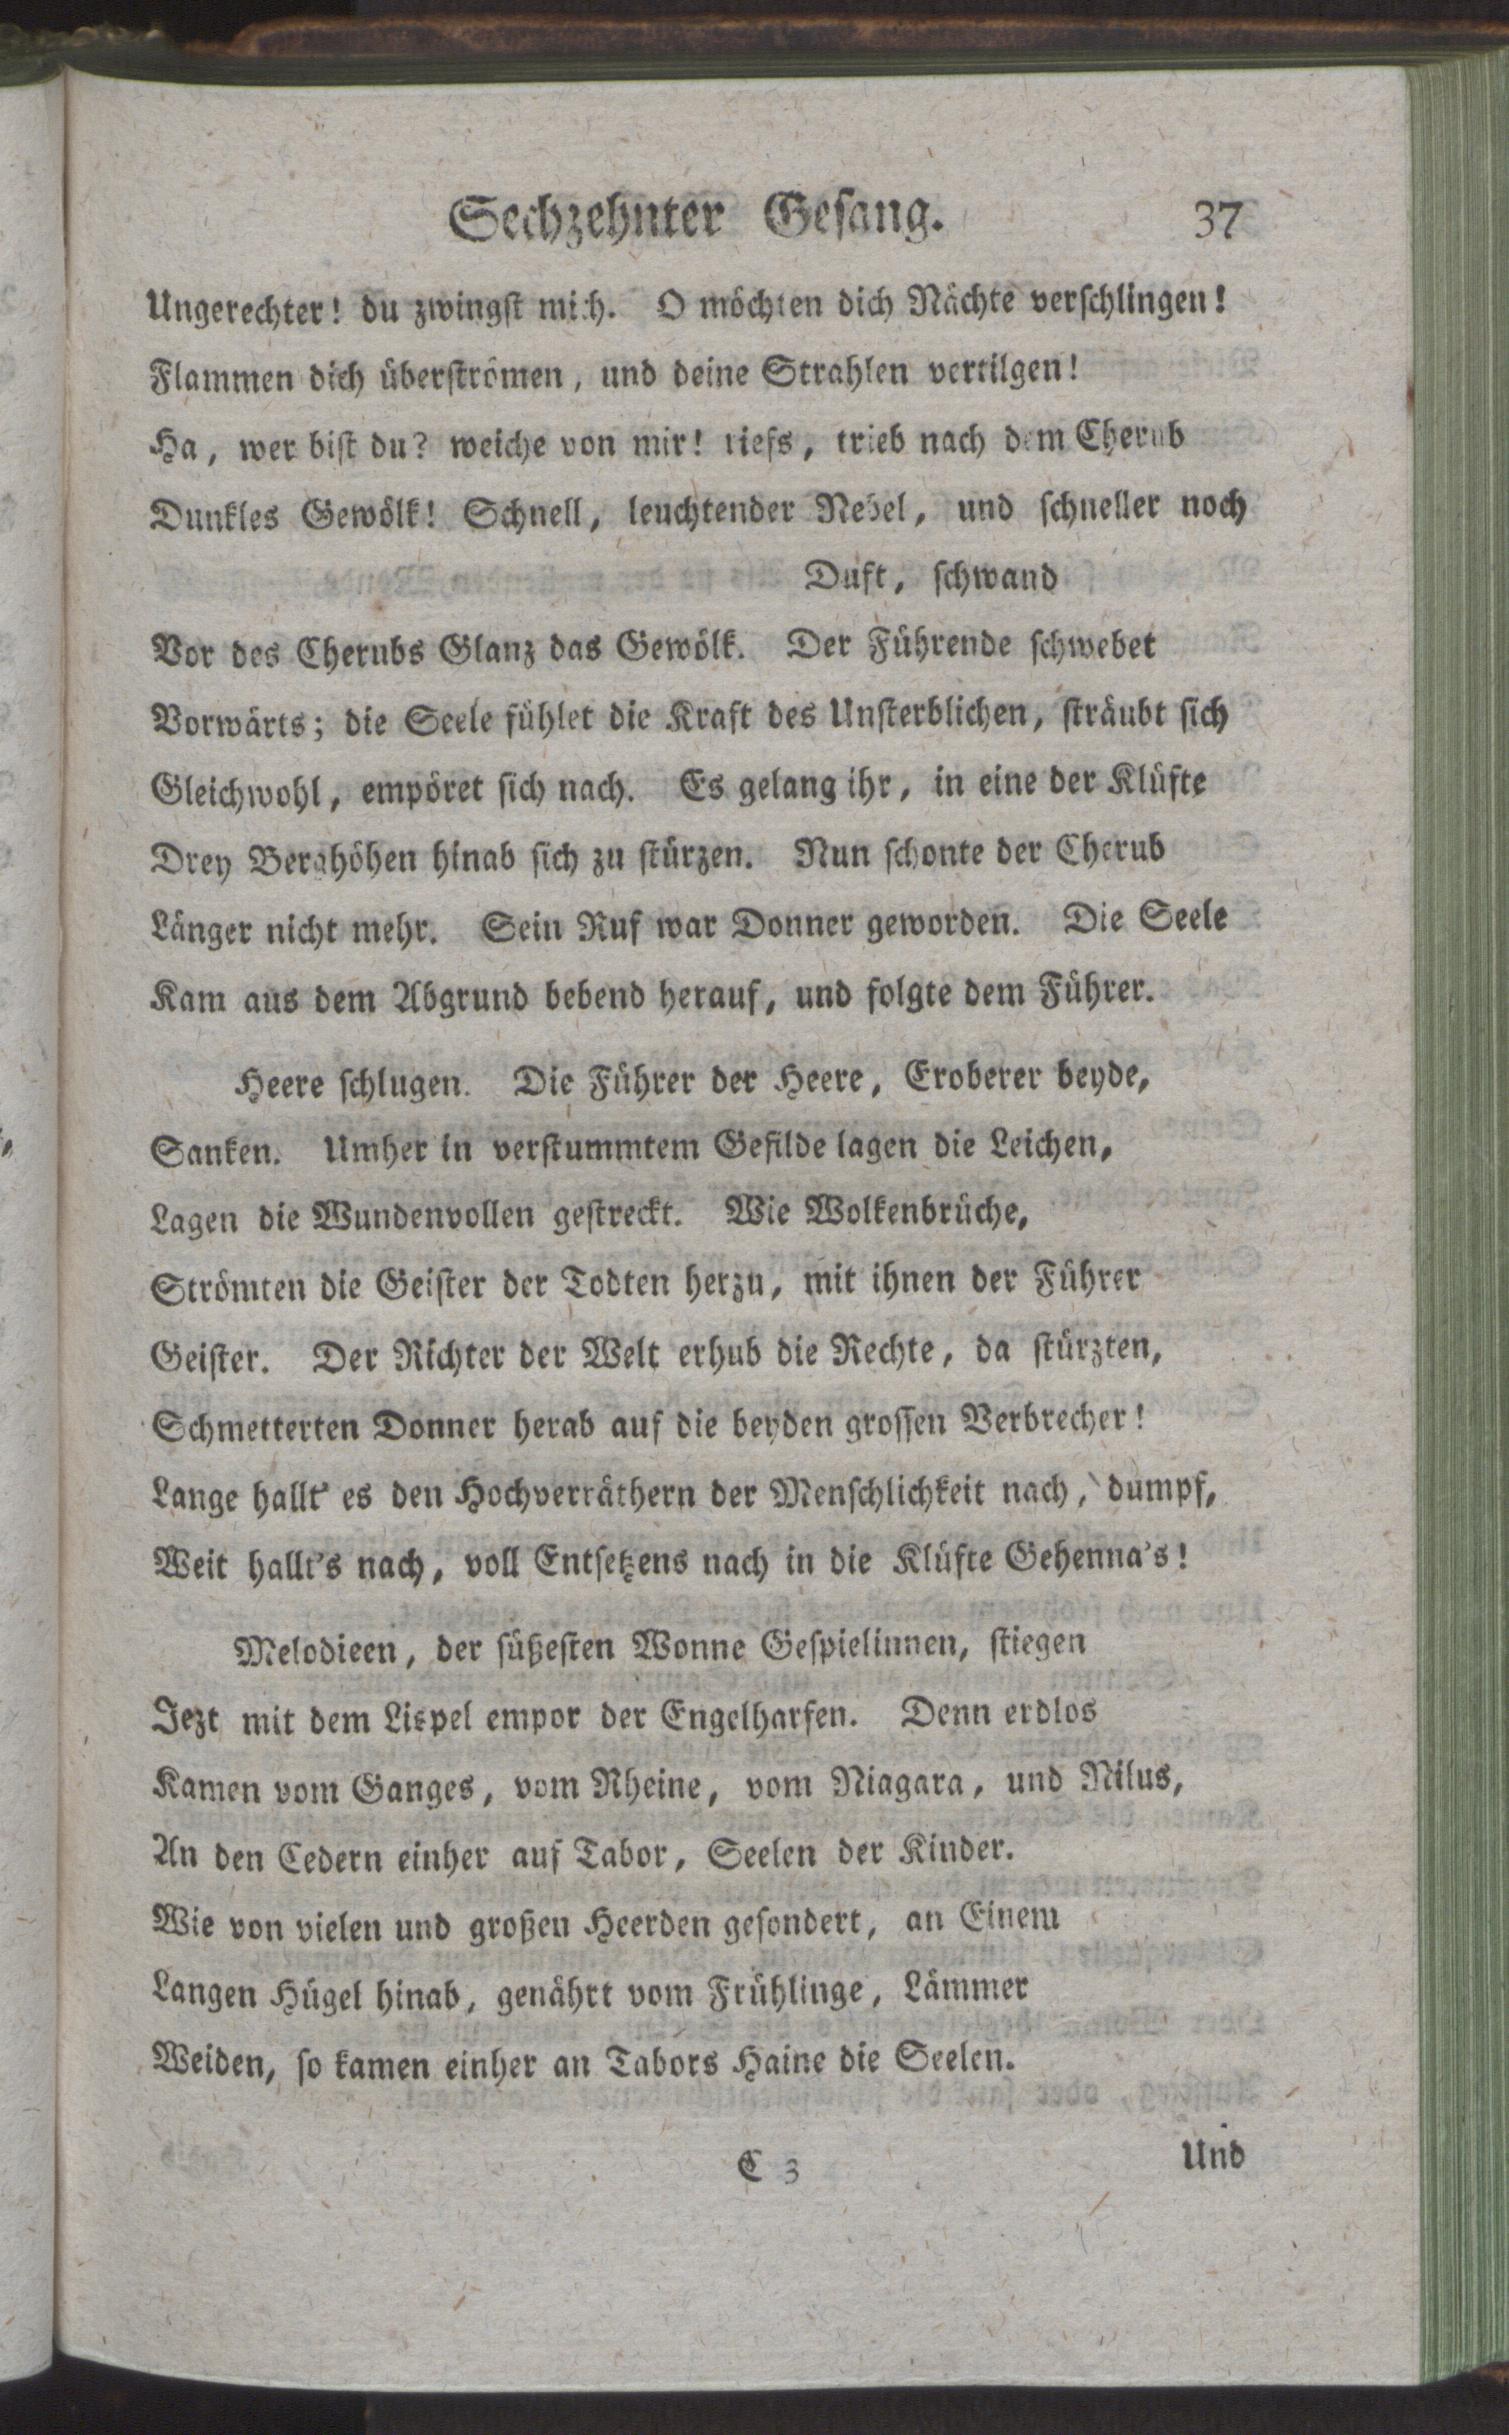 Sechzehnter Geſang. 37
Ungerechter! du zwingſt mich. O möchten dich Nächte verſchlingen!
Flammen dich überſtrömen, und deine Strahlen vertilgen!
Ha, wer biſt du? weiche von mir! riefs, trieb nach dem Cherub
Dunkles Gewölk! Schnell, leuchtender Nebel, und ſchneller noch
Duft, ſchwand
Vor des Cherubs Glanz das Gewölk. Der Führende ſchwebet
Vorwärts; die Seele fühlet die Kraft des Unſterblichen, ſträubt ſich
Gleichwohl, empöret ſich nach. Es gelang ihr, in eine der Klüfte
Drey Berghöhen hinab ſich zu ſtürzen. Nun ſchonte der Cherub
Länger nicht mehr. Sein Ruf war Donner geworden. Die Seele
Kam aus dem Abgrund bebend herauf, und folgte dem Führer.
Heere ſchlugen. Die Führer der Heere, Eroberer beyde,
Sanken. Umher in verſtummtem Gefilde lagen die Leichen,
Lagen die Wundenvollen geſtreckt. Wie Wolkenbrüche,
Strömten die Geiſter der Todten herzu, mit ihnen der Führer
Geiſter. Der Richter der Welt erhub die Rechte, da ſtürzten,
Schmetterten Donner herab auf die beyden groſſen Verbrecher!
Lange hallt' es den Hochverräthern der Menſchlichkeit nach, dumpf,
Weit hallt's nach, voll Entſetzens nach in die Klüfte Gehenna's!
Melodieen, der ſüßeſten Wonne Geſpielinnen, ſtiegen
Jezt mit dem Lispel empor der Engelharfen. Denn erdlos
Kamen vom Ganges, vom Rheine, vom Niagara, und Nilus,
An den Cedern einher auf Tabor, Seelen der Kinder.
Wie von vielen und großen Heerden geſondert, an Einem
Langen Hügel hinab, genährt vom Frühlinge, Lämmer
Weiden, ſo kamen einher an Tabors Haine die Seelen.
C 3 Und